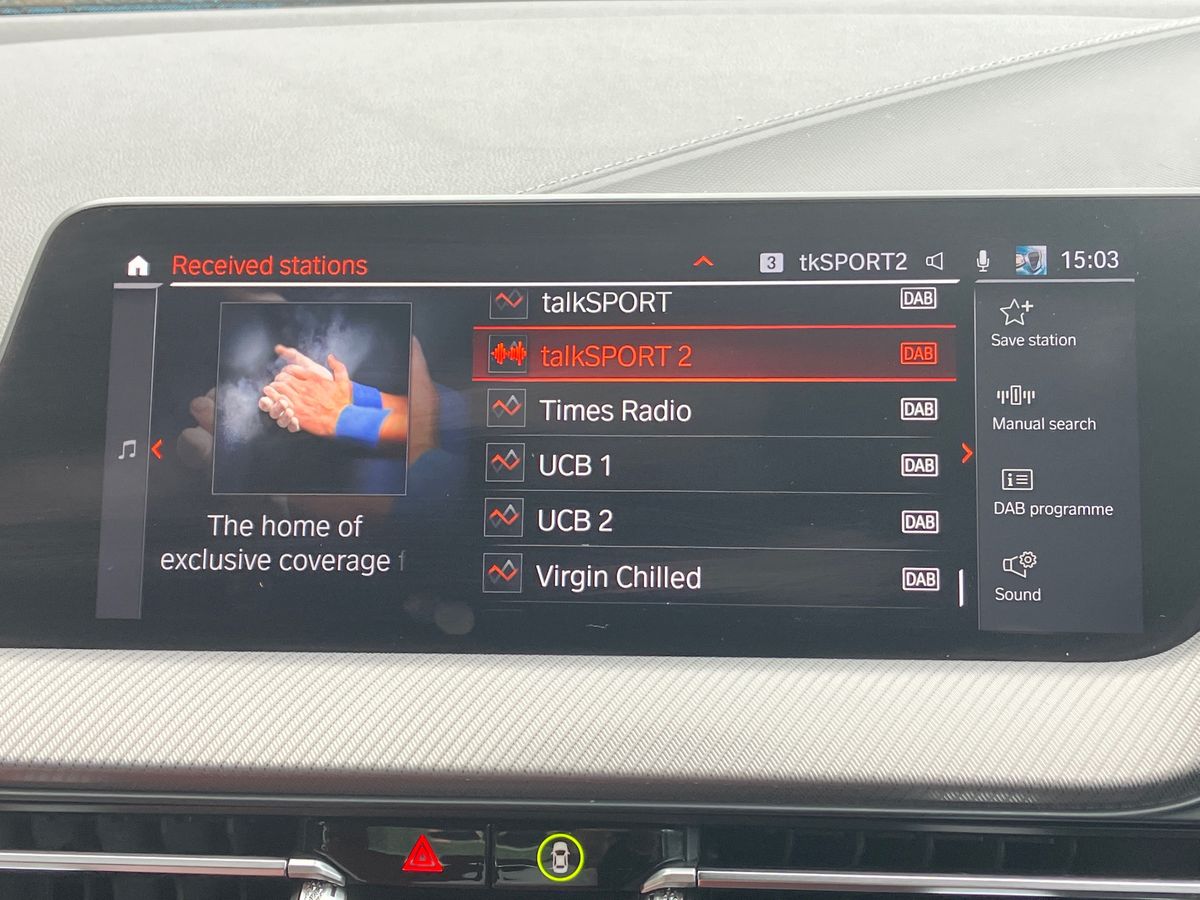 Received stations
3 tkSPORT2 15:03
talkSPORT DAB
talkSPORT 2 DAB
Times Radio DAB
UCB 1 DAB
UCB 2 DAB
Virgin Chilled DAB
The home of
exclusive coverage f
Save station
Manual search
DAB programme
Sound